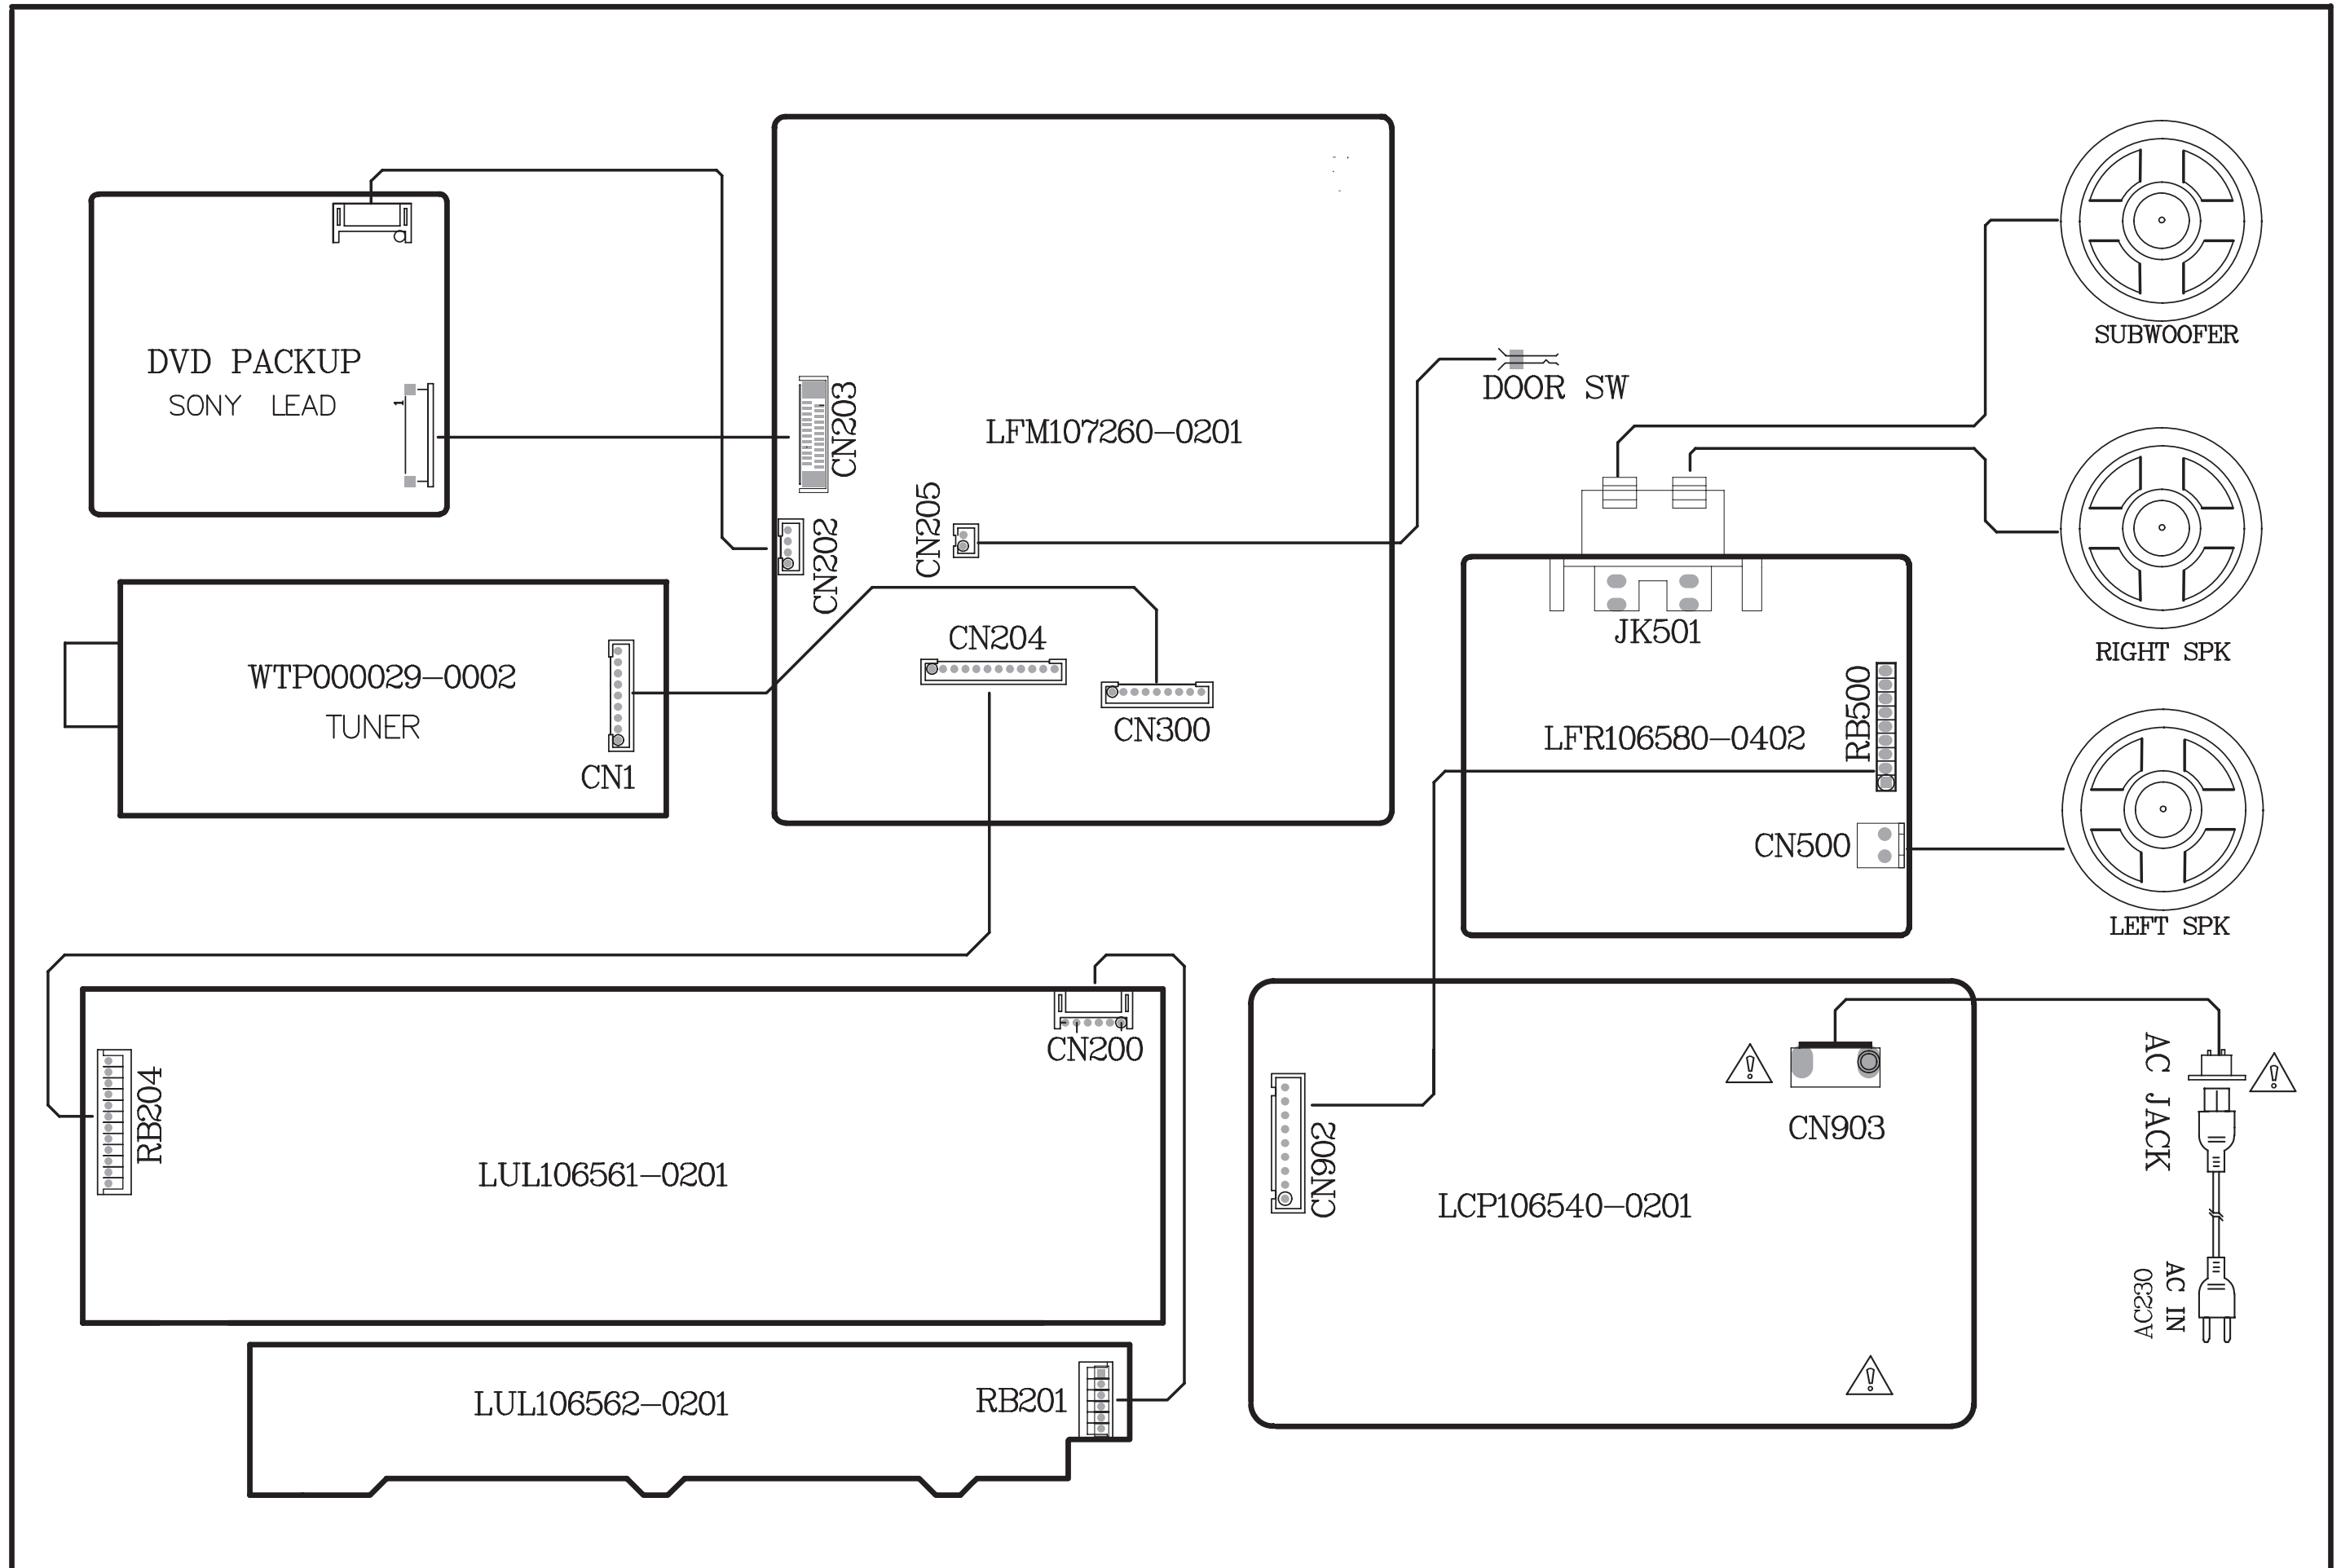 DVD PACKUP
SONY LEAD
1
CN203
LFM107260-0201
CN202
CN205
CN204
CN300
DOOR SW
SUBWOOFER
RIGHT SPK
LEFT SPK
JK501
RB500
LFR106580-0402
CN500
WTP000029-0002
TUNER
CN1
CN200
RB204
LUL106561-0201
LUL106562-0201
RB201
CN902
CN903
LCP106540-0201
AC JACK
AC IN
AC230